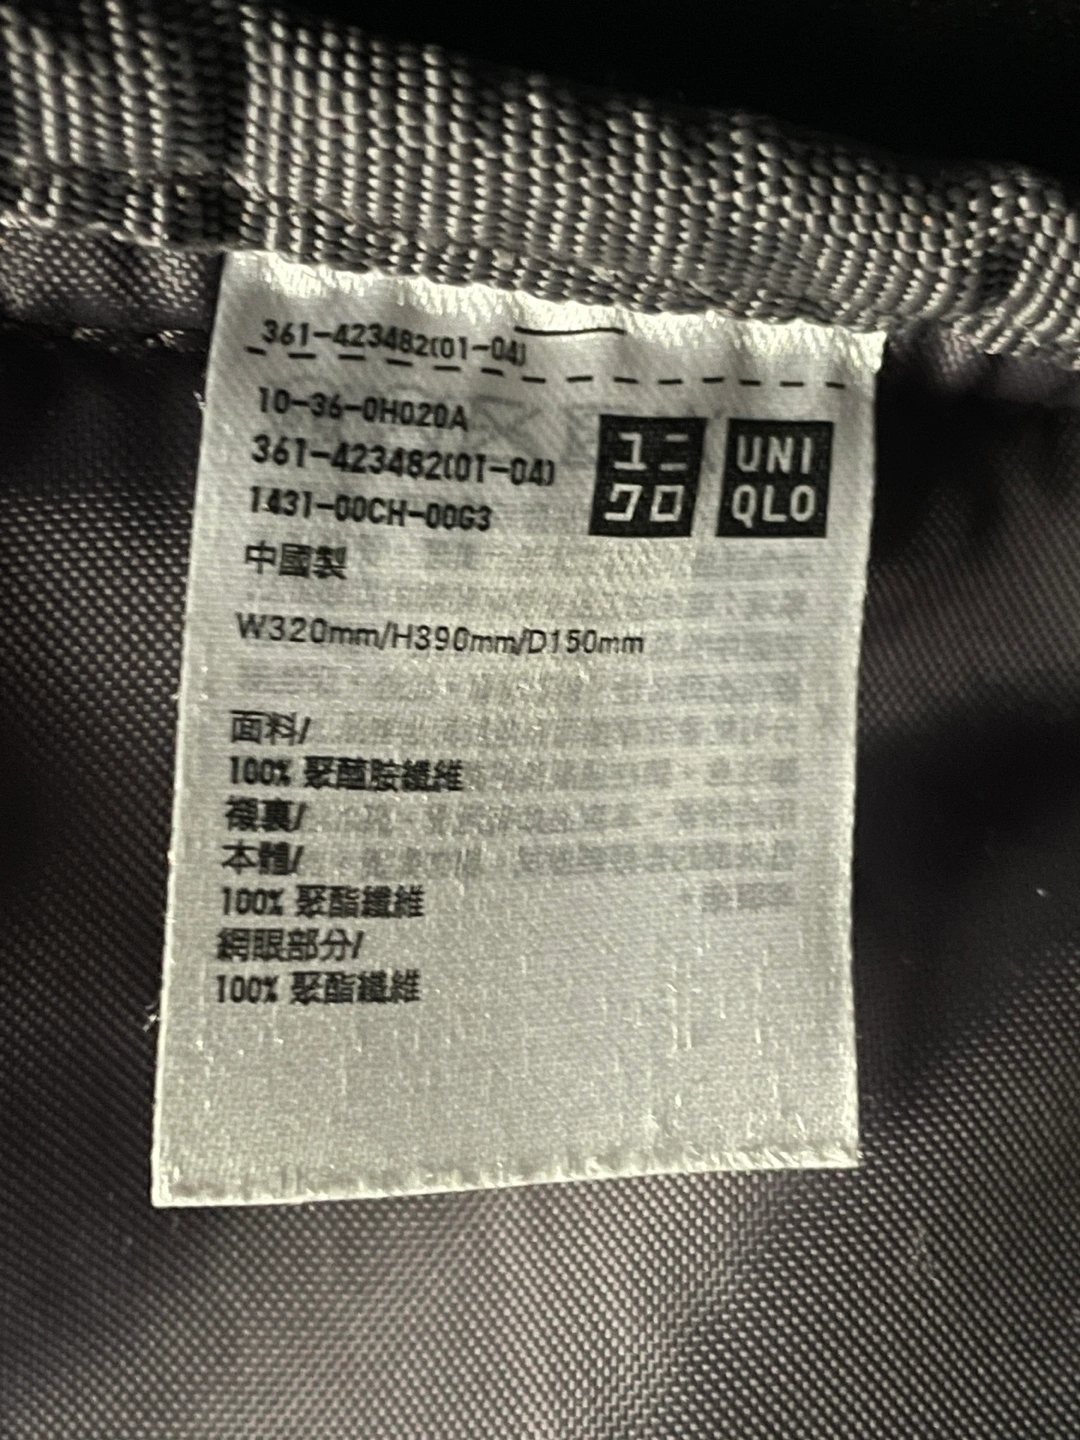 361-423482(01-04)
10-36-0H020A
361-423482(01-04)
1431-00CH-00G3
ユニ
クロ
UNI
QLO
中國製
W320mm/H390mm/D150mm
面料/
100% 聚醯胺纖維
襯裏/
本體/
100% 聚酯纖維
網眼部分/
100% 聚酯纖維